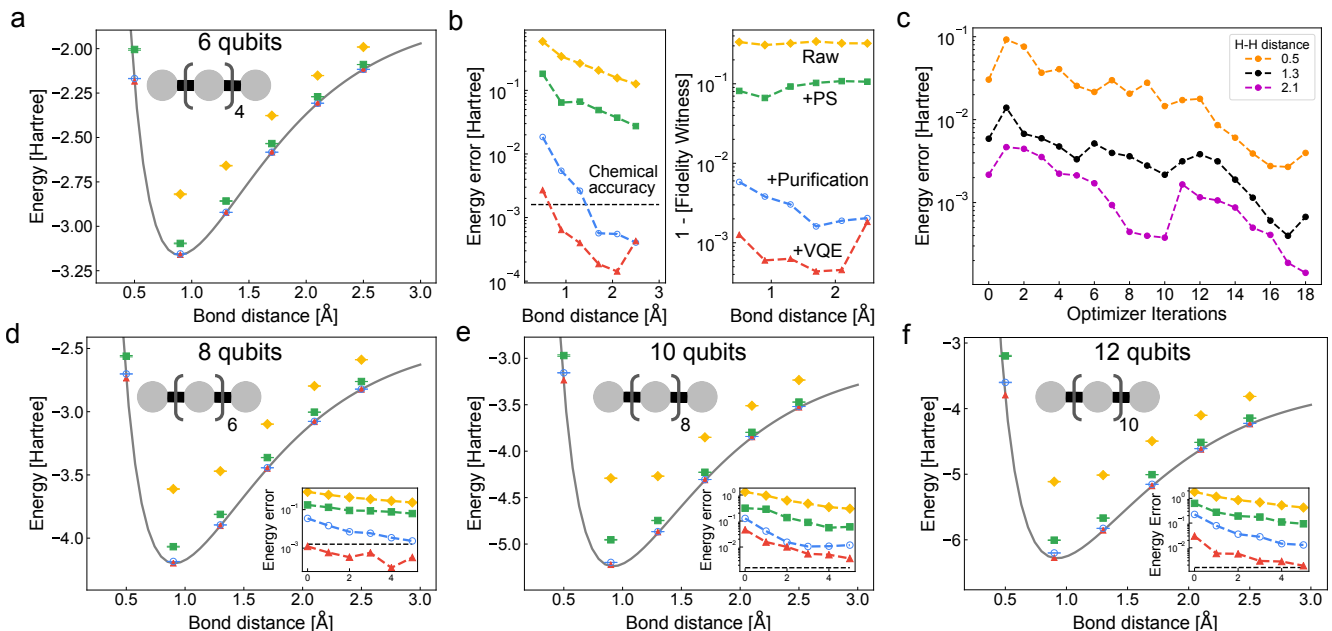 a
6 qubits
4
Energy [Hartree]
−2.00
−2.25
−2.50
−2.75
−3.00
−3.25
0.5
1.0
1.5
2.0
2.5
3.0
Bond distance [Å]
b
Energy error [Hartree]
10⁻¹
10⁻²
10⁻³
10⁻⁴
Chemical
accuracy
1
2
3
Bond distance [Å]
1 - [Fidelity Witness]
10⁻¹
10⁻²
10⁻³
Raw
+PS
+Purification
+VQE
1
2
Bond distance [Å]
c
Energy error [Hartree]
10⁻¹
10⁻²
10⁻³
H-H distance
0.5
1.3
2.1
0
2
4
6
8
10
12
14
16
18
Optimizer Iterations
d
8 qubits
6
Energy [Hartree]
−2.5
−3.0
−3.5
−4.0
Energy error
10⁻¹
10⁻³
0
2
4
0.5
1.0
1.5
2.0
2.5
3.0
Bond distance [Å]
e
10 qubits
8
Energy [Hartree]
−3.0
−3.5
−4.0
−4.5
−5.0
Energy error
10⁰
10⁻¹
10⁻²
0
2
4
0.5
1.0
1.5
2.0
2.5
3.0
Bond distance [Å]
f
12 qubits
10
Energy [Hartree]
−3
−4
−5
−6
Energy Error
10⁰
10⁻¹
10⁻²
0
2
4
0.5
1.0
1.5
2.0
2.5
3.0
Bond distance [Å]